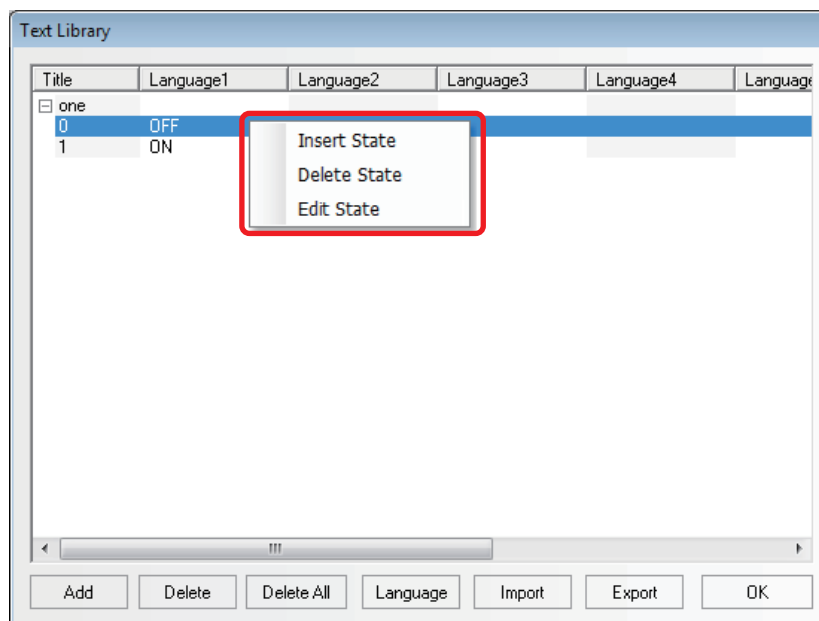 Text Library
Title Language1 Language2 Language3 Language4 Language
one
0 OFF
1 ON
Insert State
Delete State
Edit State
Add Delete Delete All Language Import Export OK